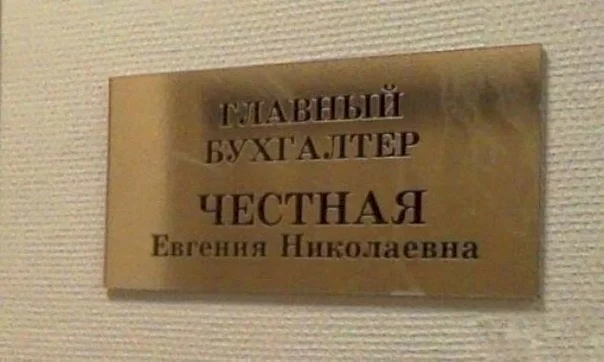 ГЛАВНЫЙ
БУХГАЛТЕР
ЧЕСТНАЯ
Евгения Николаевна